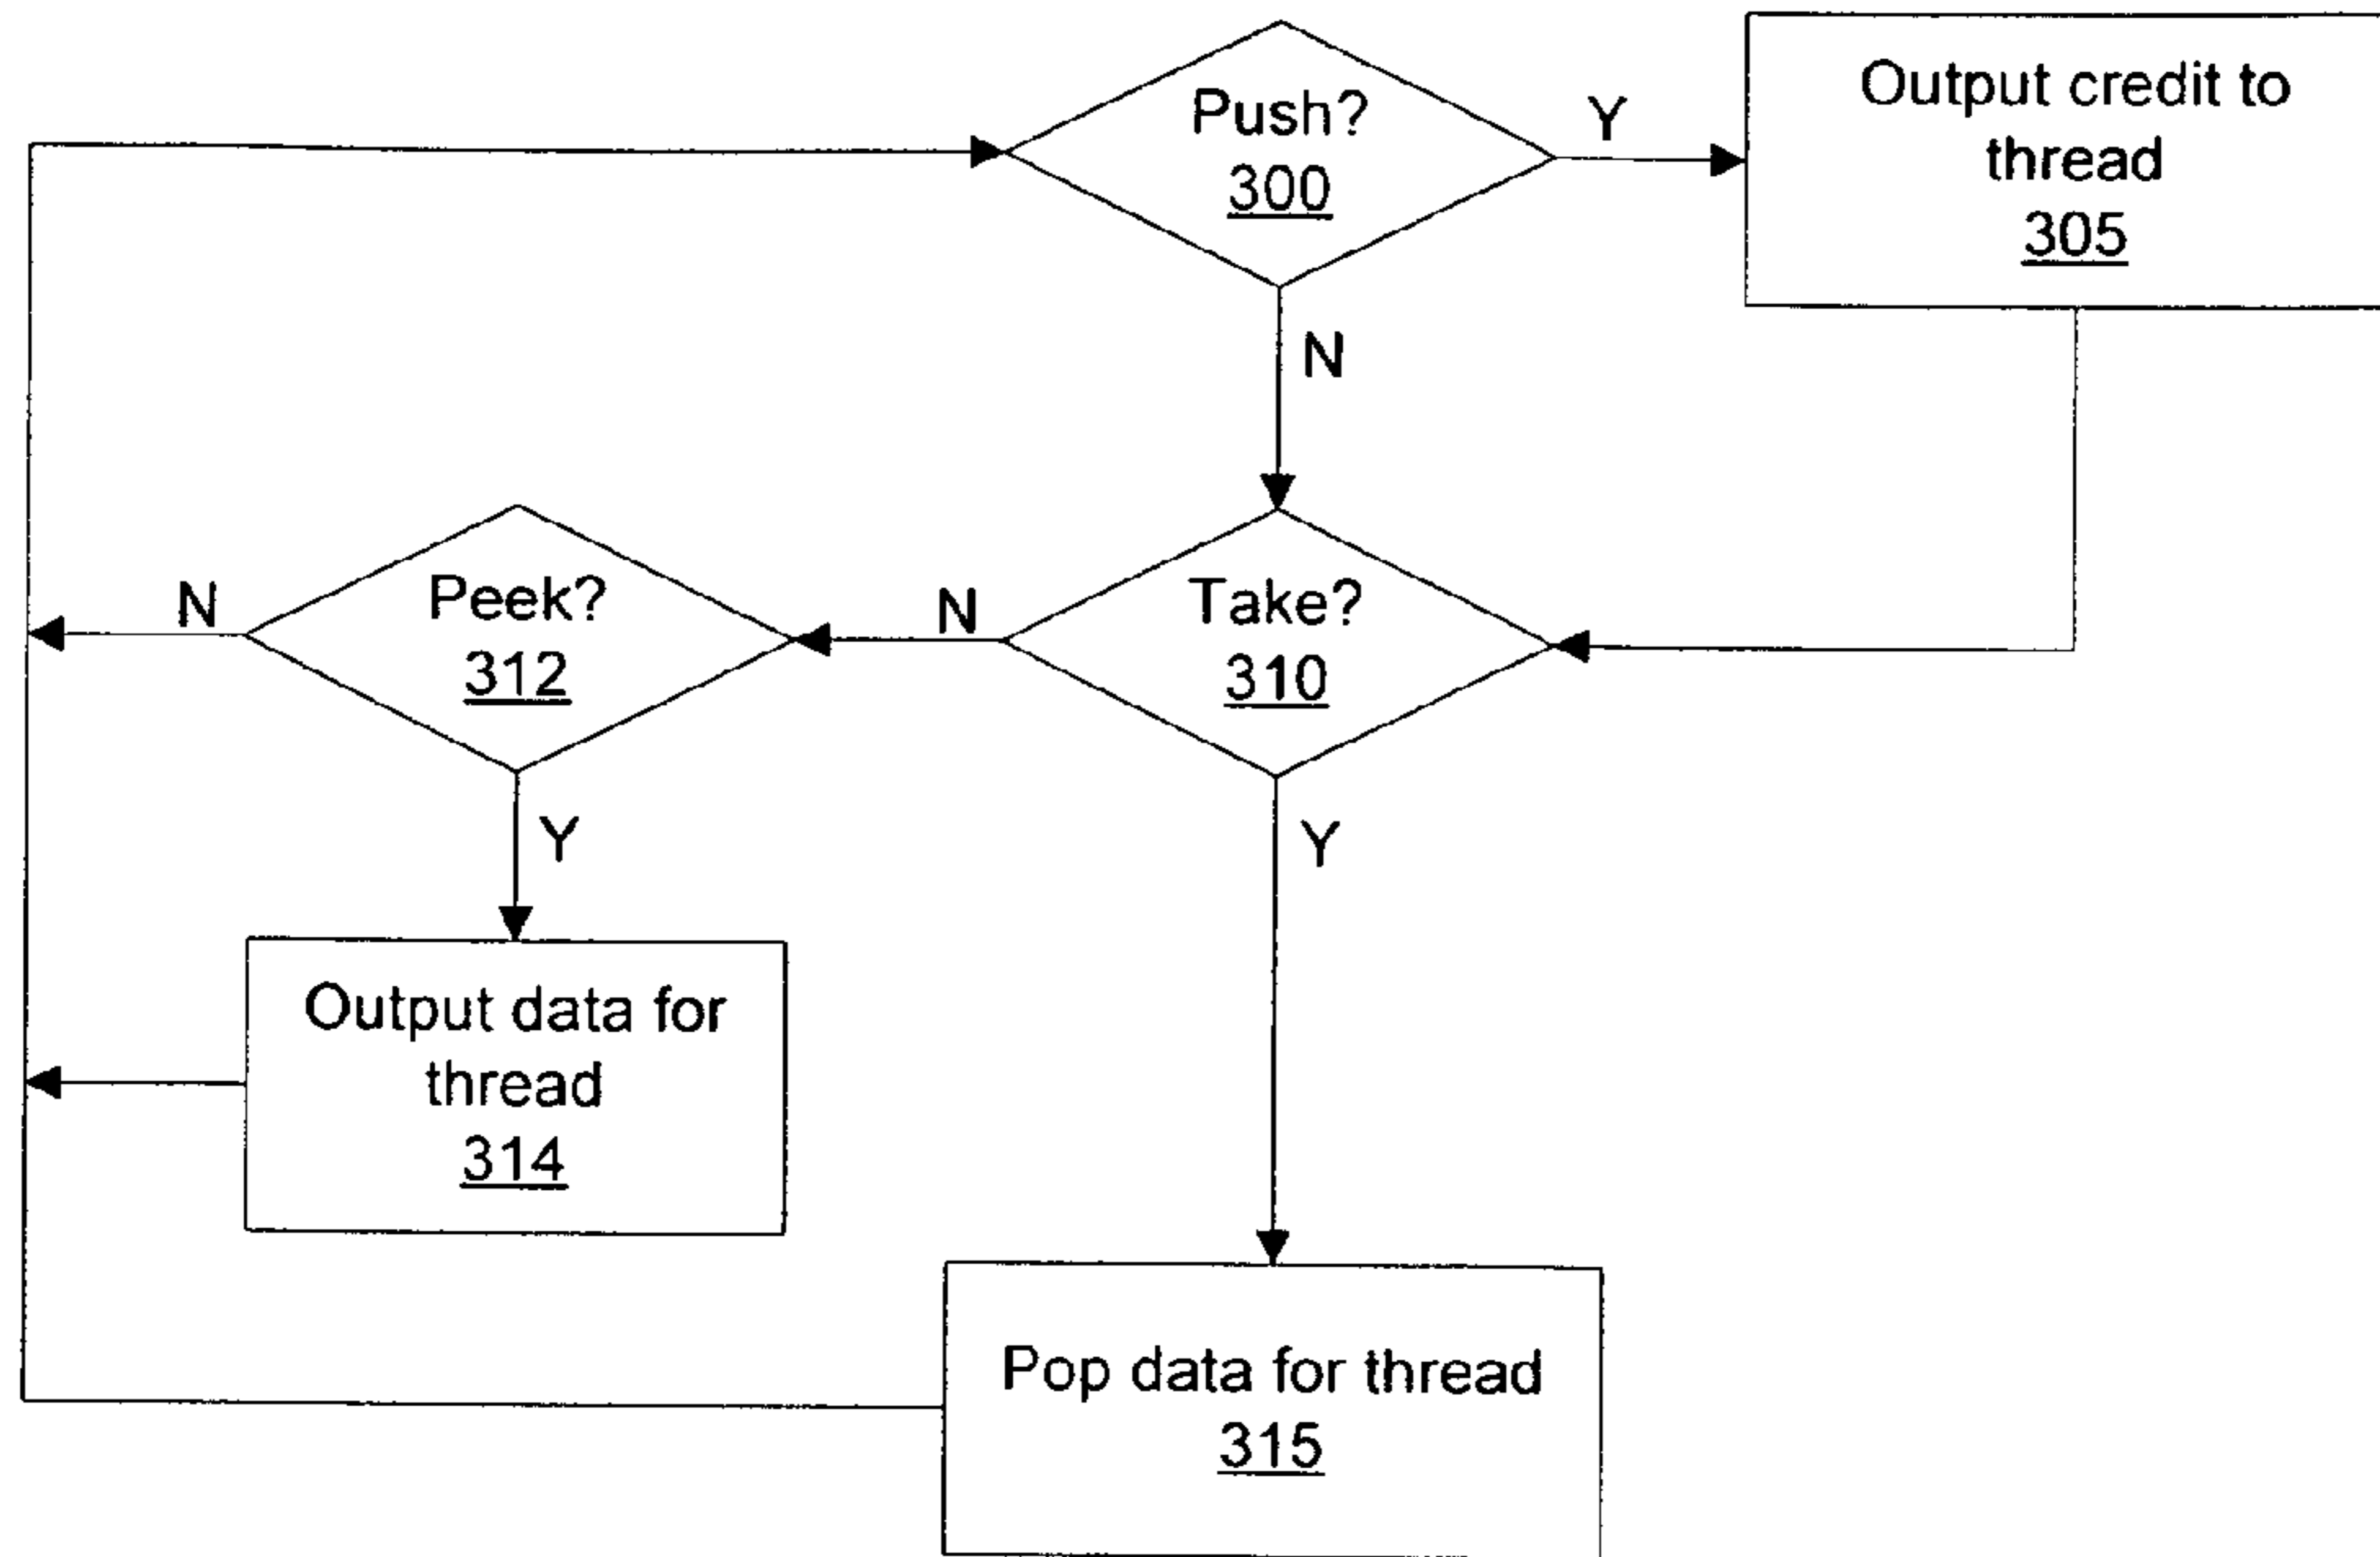 Push?
300
Y
Output credit to
thread
305
N
N
Peek?
312
N
Take?
310
Y
Y
Output data for
thread
314
Pop data for thread
315